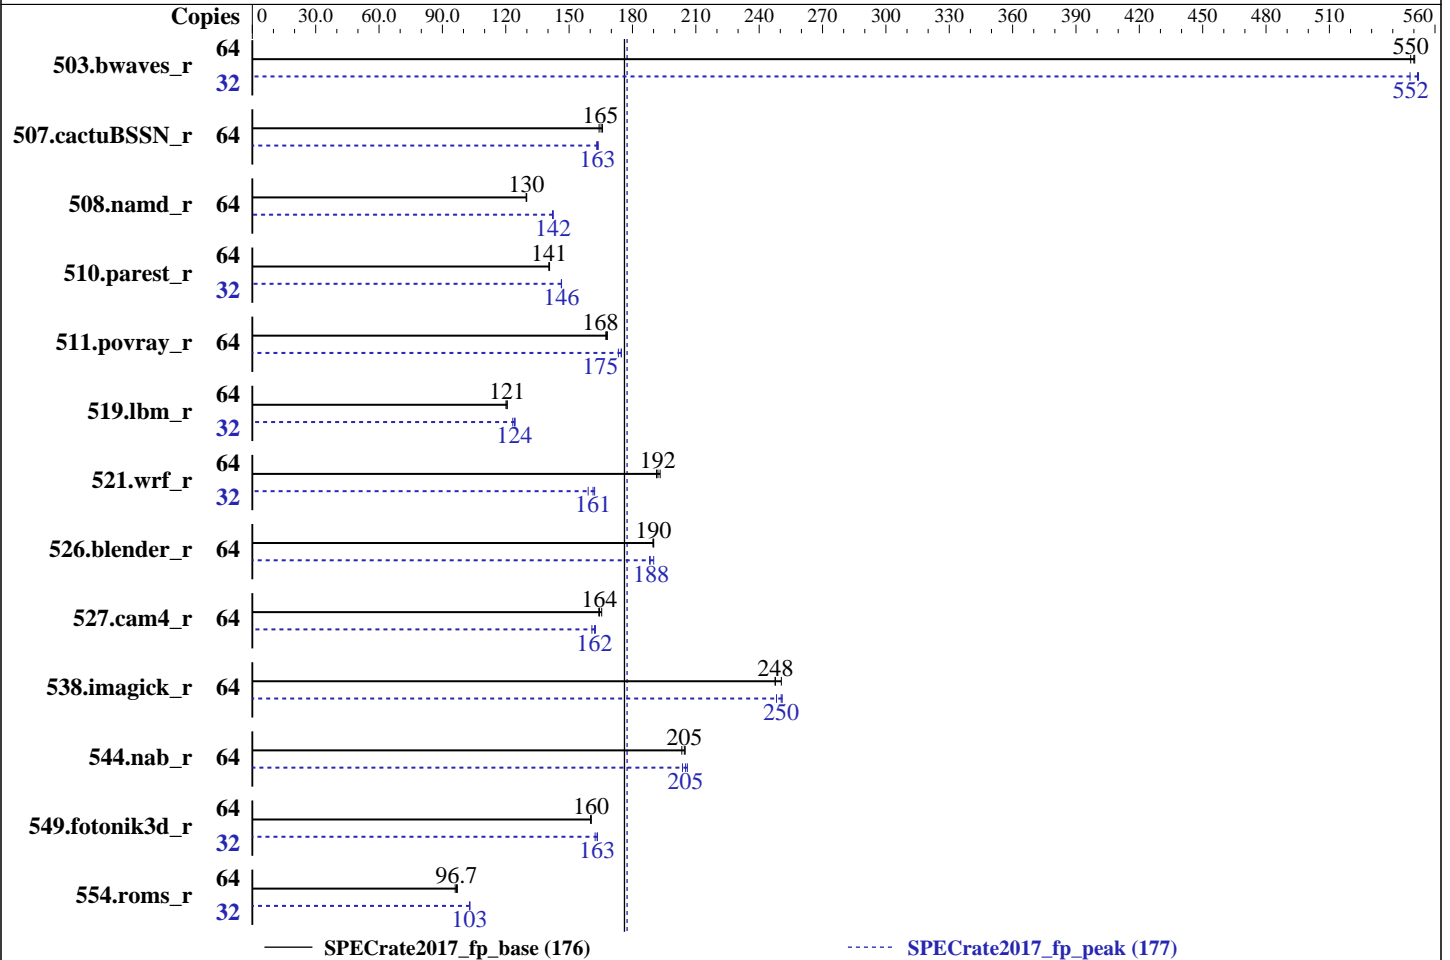 Copies 0 30.0 60.0 90.0 120 150 180 210 240 270 300 330 360 390 420 450 480 510 560
503.bwaves_r 64 550
32 552
507.cactuBSSN_r 64 165
163
508.namd_r 64 130
142
510.parest_r 64 141
32 146
511.povray_r 64 168
175
519.lbm_r 64 121
32 124
521.wrf_r 64 192
32 161
526.blender_r 64 190
188
527.cam4_r 64 164
162
538.imagick_r 64 248
250
544.nab_r 64 205
205
549.fotonik3d_r 64 160
32 163
554.roms_r 64 96.7
32 103
SPECrate2017_fp_base (176) SPECrate2017_fp_peak (177)